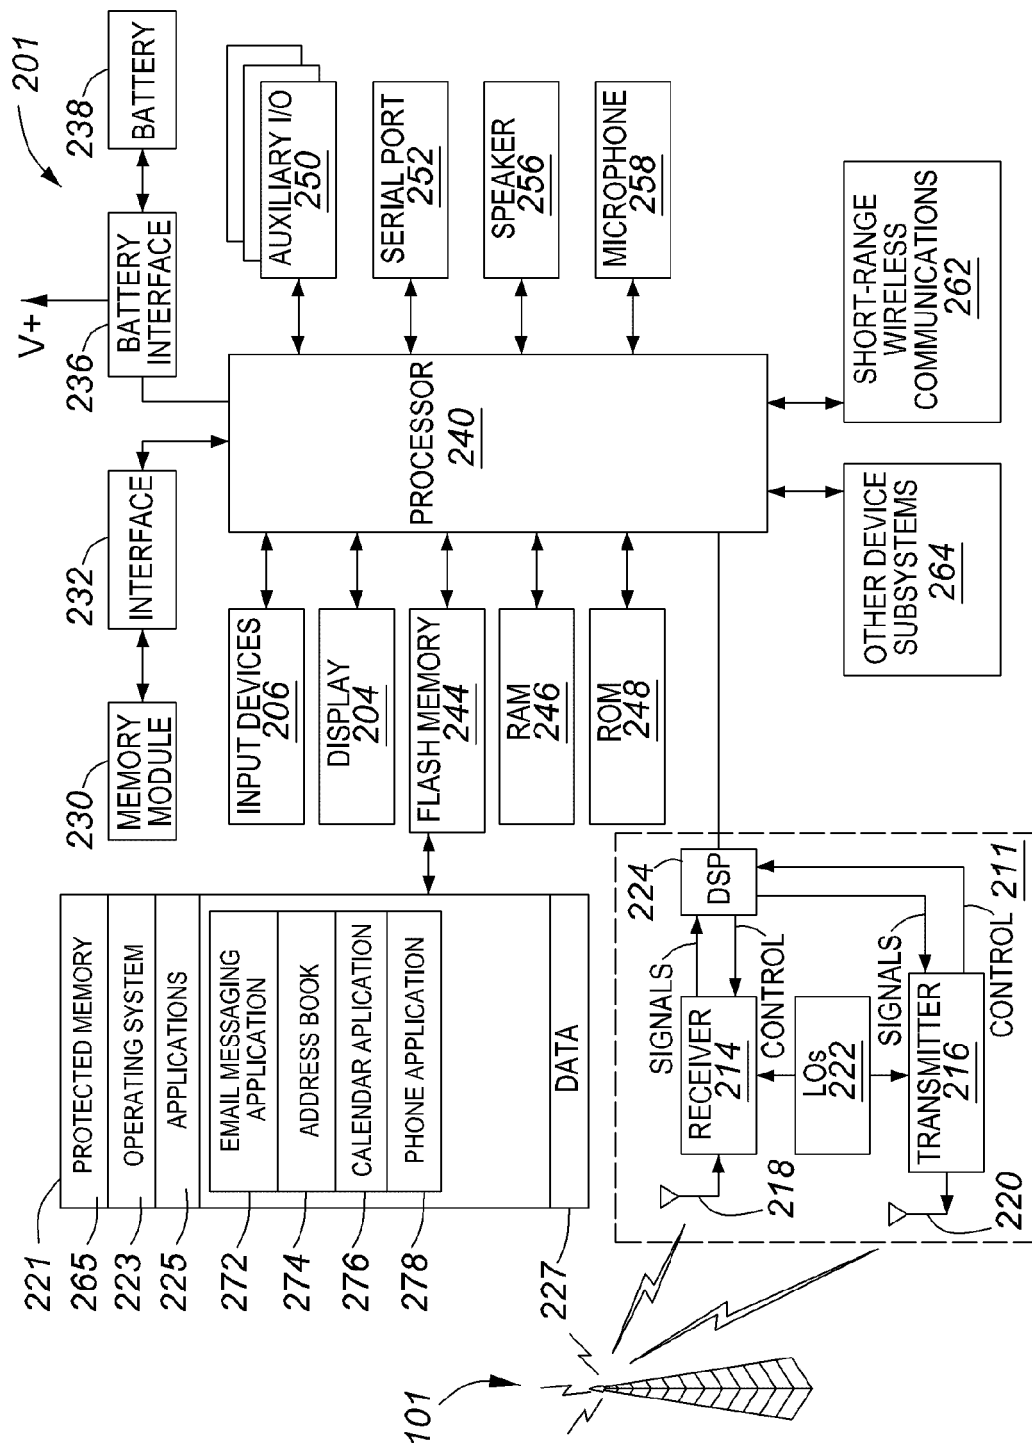 201
V+
238
BATTERY
236
BATTERY
INTERFACE
232
INTERFACE
230
MEMORY
MODULE
AUXILIARY I/O
250
SERIAL PORT
252
SPEAKER
256
MICROPHONE
258
PROCESSOR
240
SHORT-RANGE
WIRELESS
COMMUNICATIONS
262
OTHER DEVICE
SUBSYSTEMS
264
INPUT DEVICES
206
DISPLAY
204
FLASH MEMORY
244
RAM
246
ROM
248
221
PROTECTED MEMORY
265
OPERATING SYSTEM
223
APPLICATIONS
225
EMAIL MESSAGING
APPLICATION
272
ADDRESS BOOK
274
CALENDAR APLICATION
276
PHONE APPLICATION
278
DATA
227
224
DSP
SIGNALS
CONTROL
RECEIVER
214
LOs
222
SIGNALS
CONTROL
TRANSMITTER
216
211
218
220
101